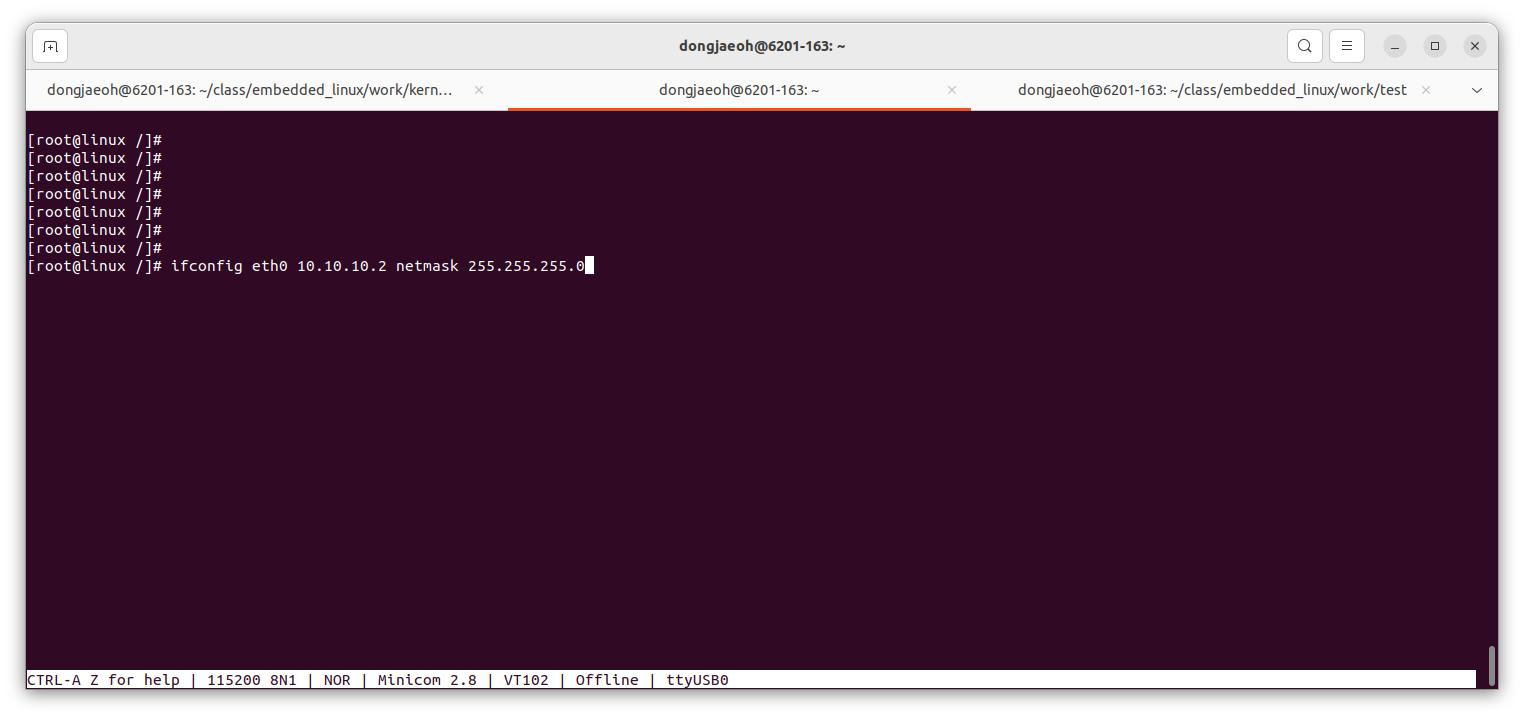 dongjaeoh@6201-163: ~
dongjaeoh@6201-163: ~/class/embedded_linux/work/kern...
dongjaeoh@6201-163: ~
dongjaeoh@6201-163: ~/class/embedded_linux/work/test
[root@linux /]#
[root@linux /]#
[root@linux /]#
[root@linux /]#
[root@linux /]#
[root@linux /]#
[root@linux /]#
[root@linux /]# ifconfig eth0 10.10.10.2 netmask 255.255.255.0
CTRL-A Z for help | 115200 8N1 | NOR | Minicom 2.8 | VT102 | Offline | ttyUSB0